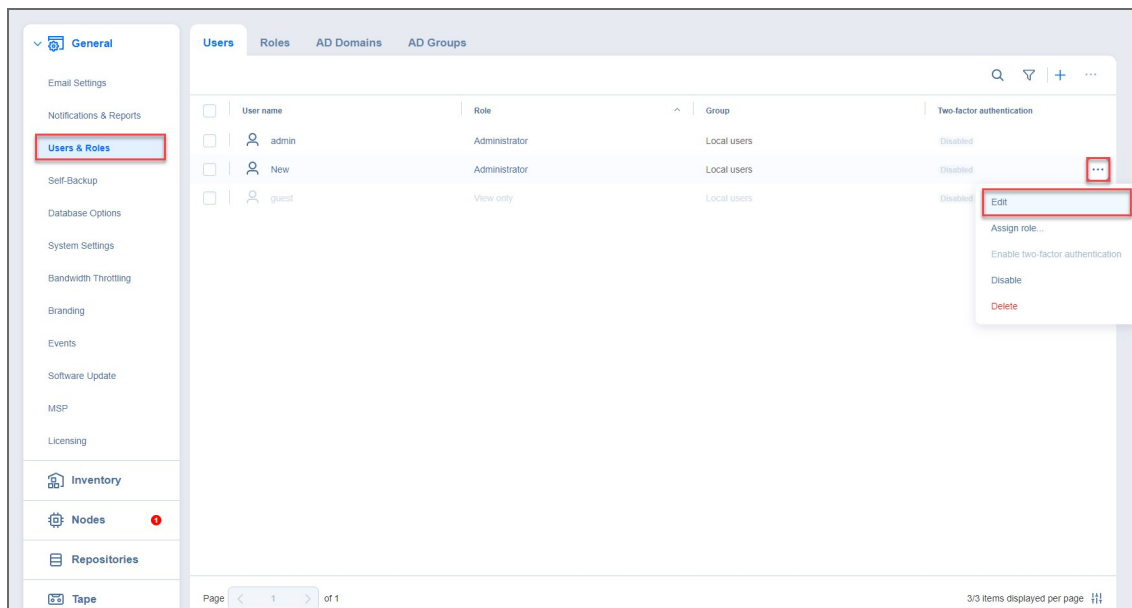 General
Email Settings
Notifications & Reports
Users & Roles
Self-Backup
Database Options
System Settings
Bandwidth Throttling
Branding
Events
Software Update
MSP
Licensing
Inventory
Nodes 1
Repositories
Tape
Users Roles AD Domains AD Groups
User name Role Group Two-factor authentication
admin Administrator Local users Disabled
New Administrator Local users Disabled
guest View only Local users Disabled
Edit
Assign role...
Enable two-factor authentication
Disable
Delete
Page 1 of 1
3/3 items displayed per page